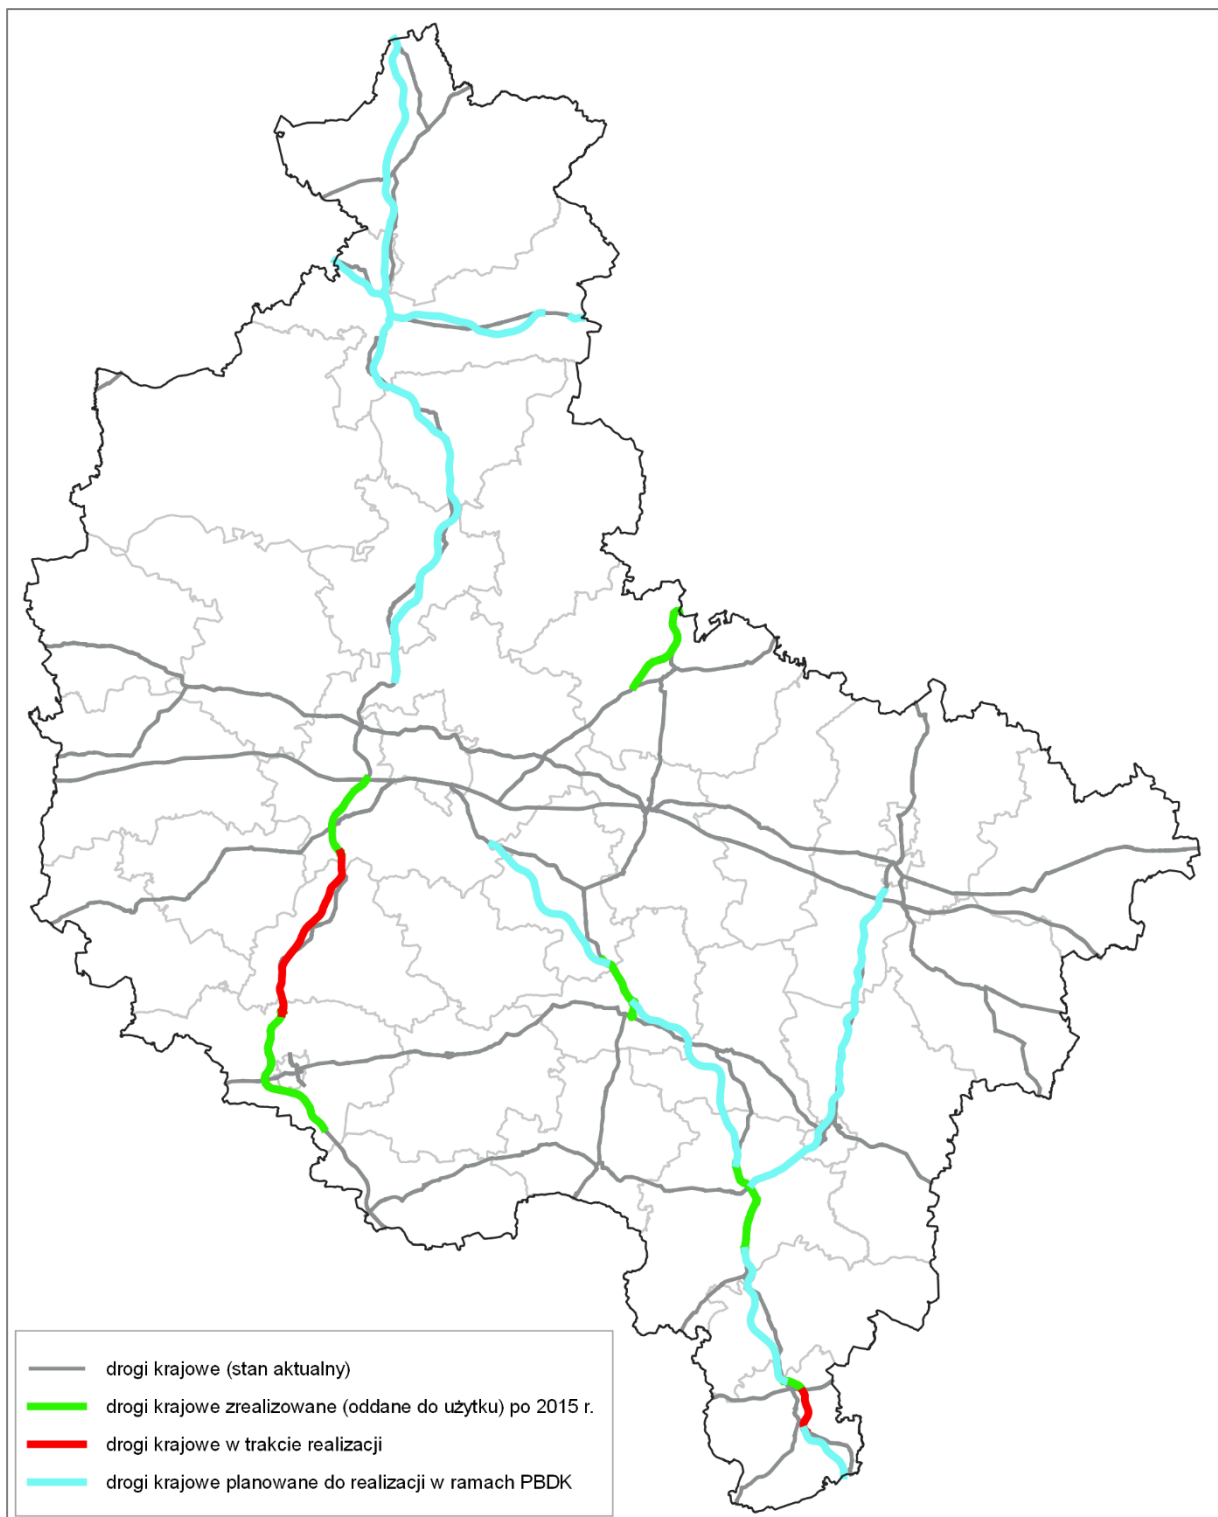 drogi krajowe (stan aktualny)
drogi krajowe zrealizowane (oddane do użytku) po 2015 r.
drogi krajowe w trakcie realizacji
drogi krajowe planowane do realizacji w ramach PBDK